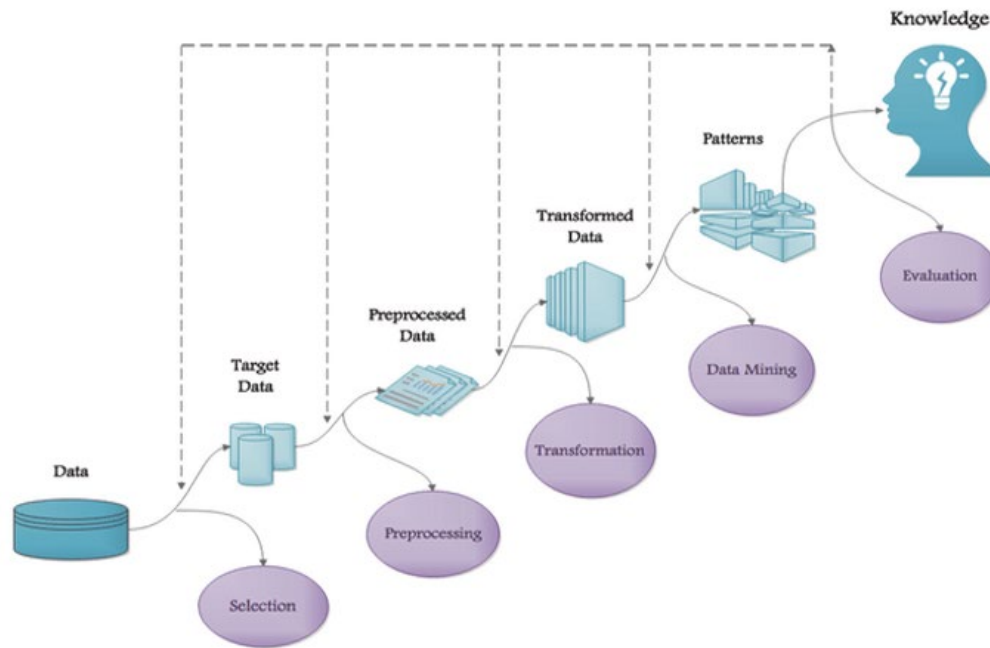 Knowledge
Patterns
Transformed
Data
Evaluation
Preprocessed
Data
Data Mining
Target
Data
Transformation
Data
Preprocessing
Selection